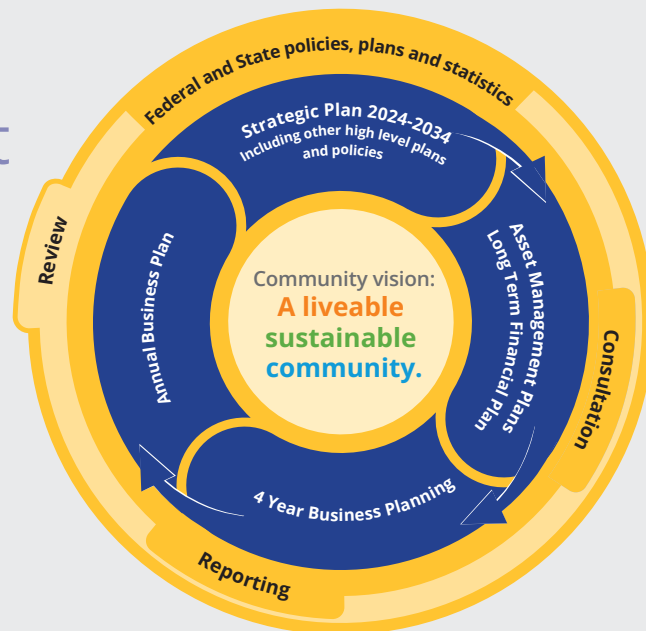 Federal and State policies, plans and statistics
Strategic Plan 2024-2034
Including other high level plans
and policies
Asset Management Plans
Long Term Financial Plan
Consultation
4 Year Business Planning
Reporting
Annual Business Plan
Review
Community vision:
A liveable
sustainable
community.
t